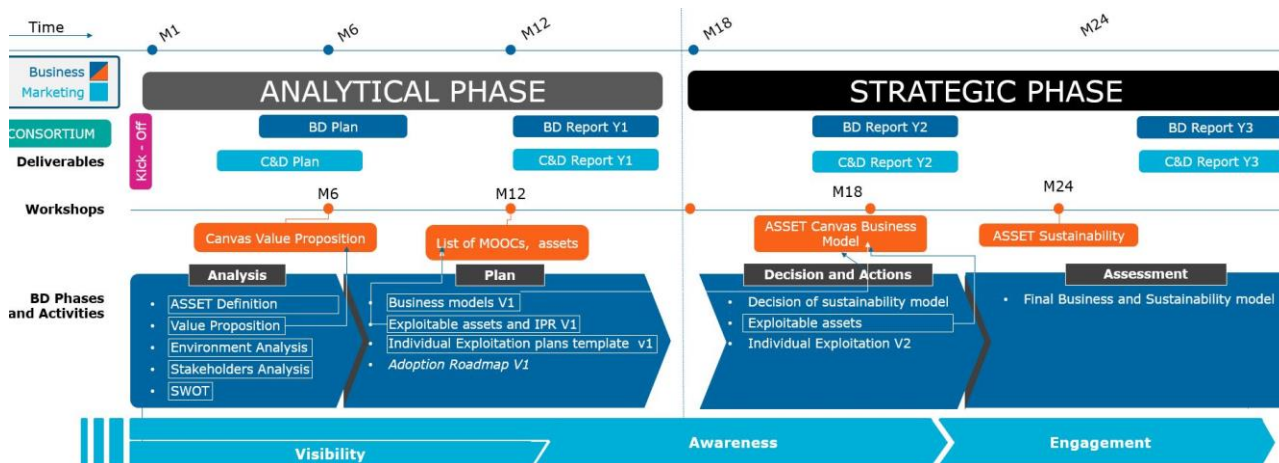 Time
M1
M6
M12
M18
M24
Business
Marketing
ANALYTICAL PHASE
STRATEGIC PHASE
CONSORTIUM
Deliverables
Kick - Off
BD Plan
BD Report Y1
BD Report Y2
BD Report Y3
C&D Plan
C&D Report Y1
C&D Report Y2
C&D Report Y3
Workshops
M6
M12
M18
M24
Canvas Value Proposition
List of MOOCs, assets
ASSET Canvas Business
Model
ASSET Sustainability
BD Phases
and Activities
Analysis
• ASSET Definition
• Value Proposition
• Environment Analysis
• Stakeholders Analysis
• SWOT
Plan
• Business models V1
• Exploitable assets and IPR V1
• Individual Exploitation plans template v1
• Adoption Roadmap V1
Decision and Actions
• Decision of sustainability model
• Exploitable assets
• Individual Exploitation V2
Assessment
• Final Business and Sustainability model
Visibility
Awareness
Engagement